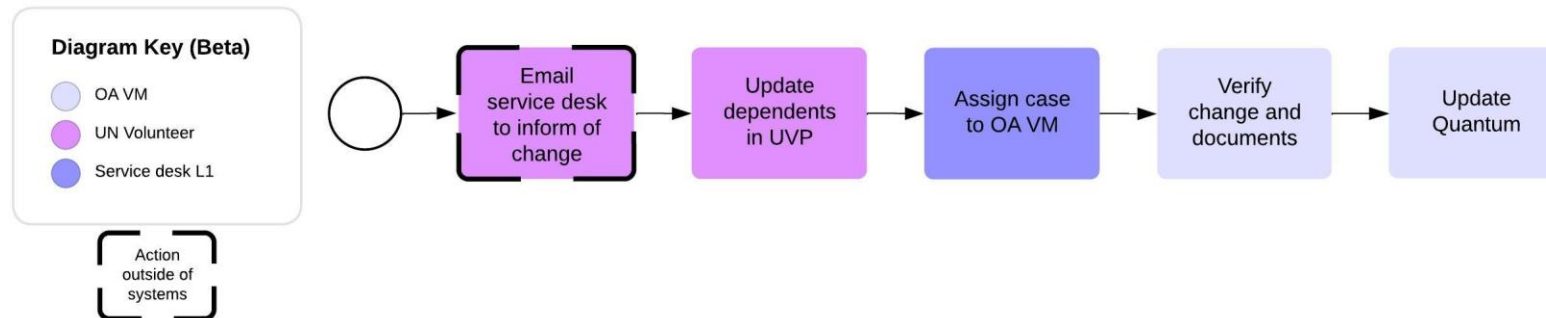 Diagram Key (Beta)
OA VM
UN Volunteer
Service desk L1
Action
outside of
systems
Email
service desk
to inform of
change
Update
dependents
in UVP
Assign case
to OA VM
Verify
change and
documents
Update
Quantum